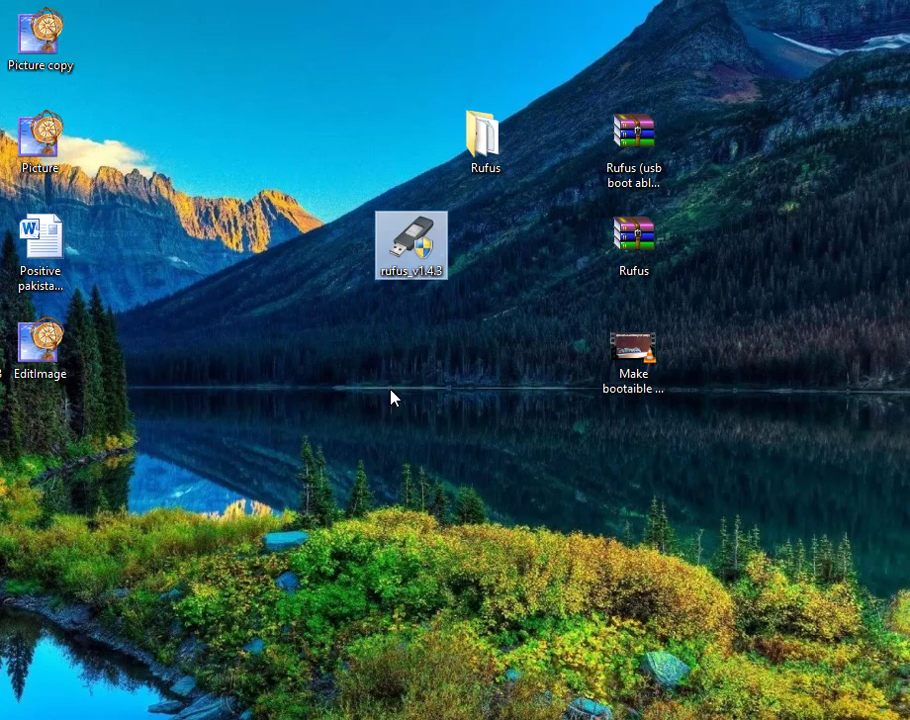 Picture copy
Rufus
Rufus (usb
boot abl...
Picture
rufus_v1.4.3
Rufus
Positive
pakista...
EditImage
Make
bootaible ...